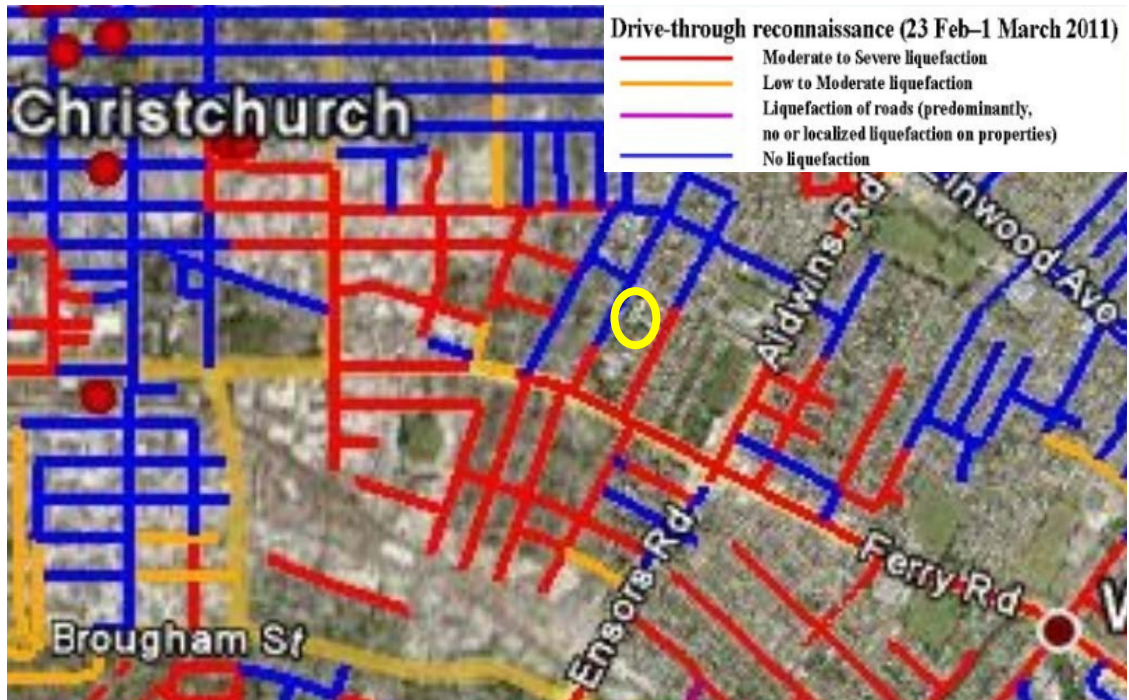 Drive-through reconnaissance (23 Feb–1 March 2011)
Moderate to Severe liquefaction
Low to Moderate liquefaction
Liquefaction of roads (predominantly,
no or localized liquefaction on properties)
No liquefaction
Christchurch
Linwood Ave
Aldwins Rd
Ferry Rd
Ensors Rd
Brougham St
W